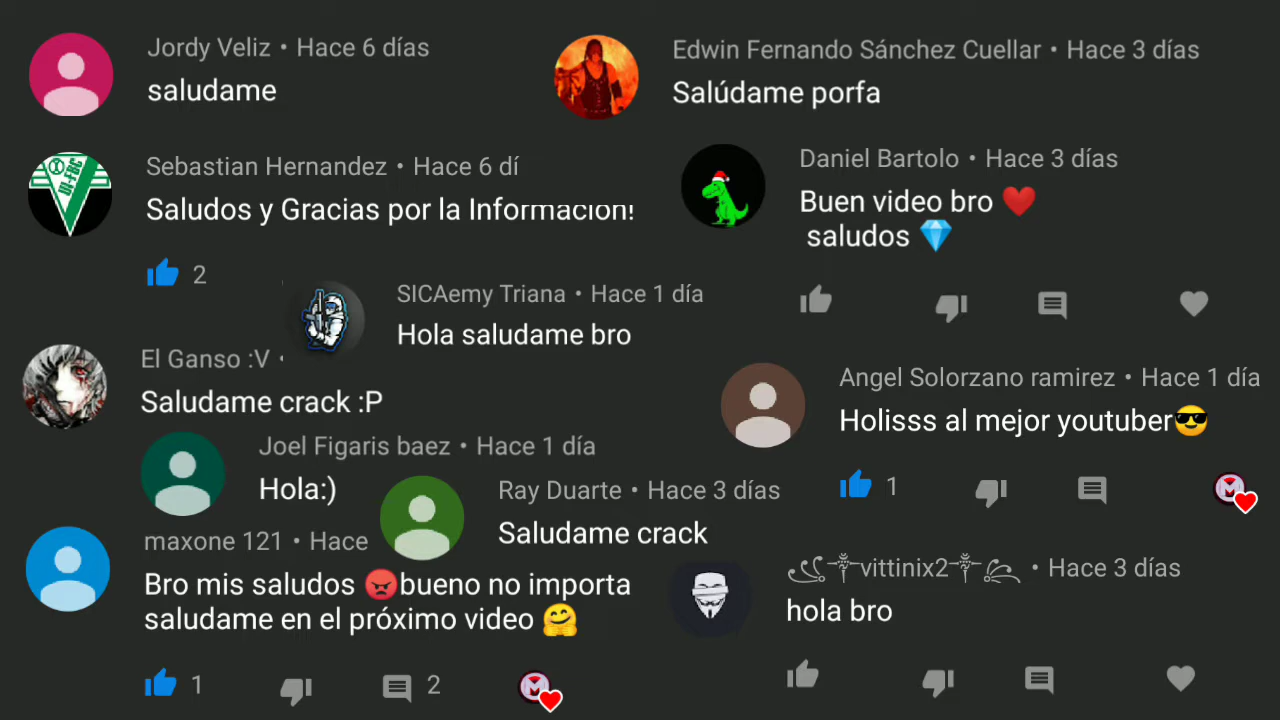 Jordy Veliz • Hace 6 días
saludame
Edwin Fernando Sánchez Cuellar • Hace 3 días
Salúdame porfa
Sebastian Hernandez • Hace 6 dí
Saludos y Gracias por la Información!
2
Daniel Bartolo • Hace 3 días
Buen video bro ❤️
saludos 💎
SICAemy Triana • Hace 1 día
Hola saludame bro
El Ganso :V •
Saludame crack :P
Angel Solorzano ramirez • Hace 1 día
Holisss al mejor youtuber😎
1
Joel Figaris baez • Hace 1 día
Hola:)
Ray Duarte • Hace 3 días
Saludame crack
maxone 121 • Hace
Bro mis saludos 😡bueno no importa
saludame en el próximo video 🤗
1
2
vittinix2 • Hace 3 días
hola bro